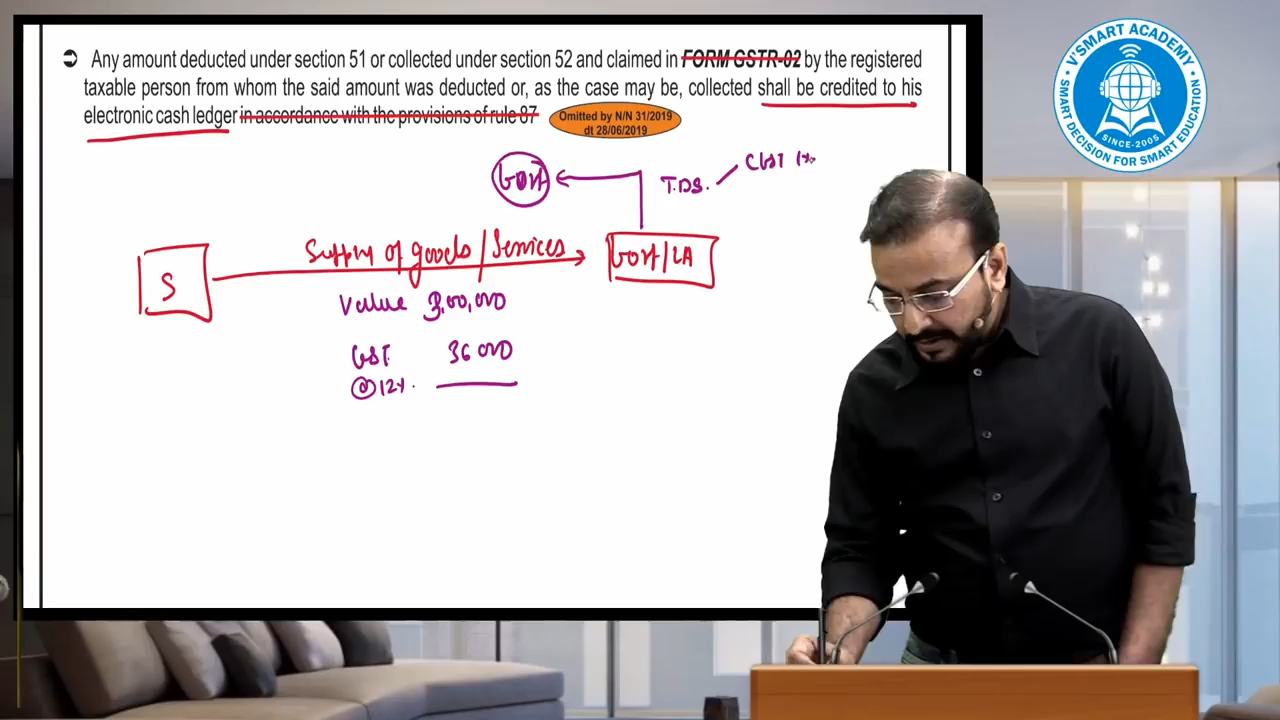 Any amount deducted under section 51 or collected under section 52 and claimed in FORM GSTR-02 by the registered
taxable person from whom the said amount was deducted or, as the case may be, collected shall be credited to his
electronic cash ledger in accordance with the provisions of rule 87
Omitted by N/N 31/2019
dt 28/06/2019
V'SMART ACADEMY
SINCE-2005
SMART DECISION FOR SMART EDUCATION
CGST 1%
Govt
T.D.S.
Supply of goods/Services
Govt/LA
S
Value 3,00,000
GST 36000
@12%.